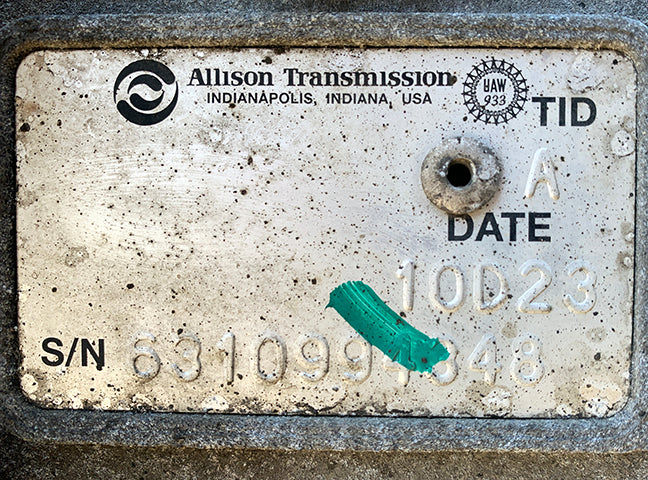 Allison Transmission
INDIANAPOLIS, INDIANA, USA
UAW
933
TID
A
DATE
10D23
S/N